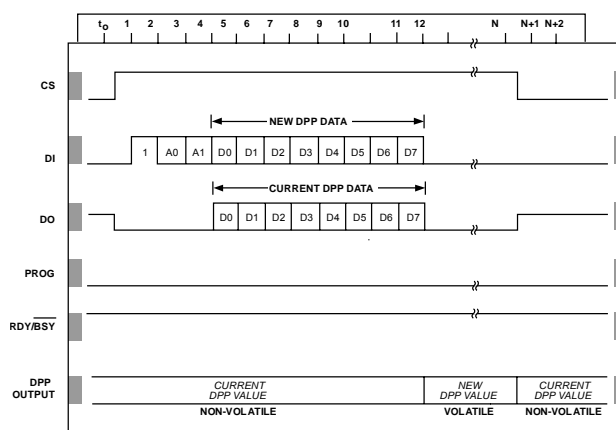 to 1 2 3 4 5 6 7 8 9 10 11 12 N N+1 N+2
CS
NEW DPP DATA
DI 1 A0 A1 D0 D1 D2 D3 D4 D5 D6 D7
CURRENT DPP DATA
DO D0 D1 D2 D3 D4 D5 D6 D7
PROG
RDY/BSY
DPP
OUTPUT
CURRENT
DPP VALUE
NON-VOLATILE
NEW
DPP VALUE
VOLATILE
CURRENT
DPP VALUE
NON-VOLATILE